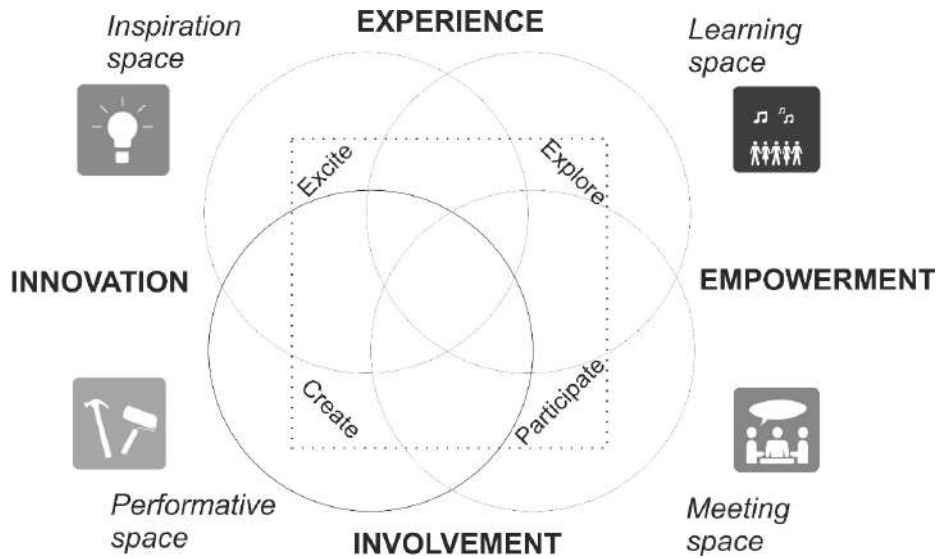 Inspiration
space
EXPERIENCE
Learning
space
Excite
Explore
INNOVATION
EMPOWERMENT
Create
Participate
Performative
space
INVOLVEMENT
Meeting
space